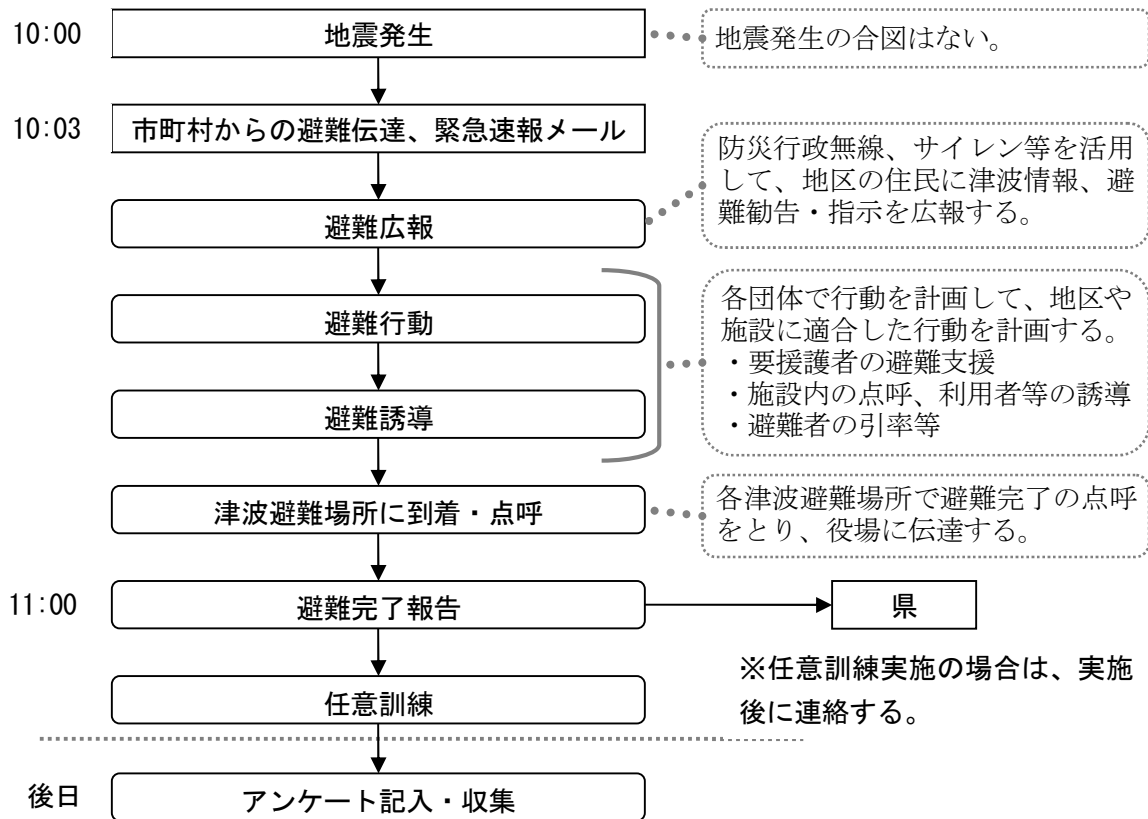 10:00
地震発生
地震発生の合図はない。
10:03
市町村からの避難伝達、緊急速報メール
防災行政無線、サイレン等を活用
して、地区の住民に津波情報、避
難勧告・指示を広報する。
避難広報
避難行動
避難誘導
各団体で行動を計画して、地区や
施設に適合した行動を計画する。
・要援護者の避難支援
・施設内の点呼、利用者等の誘導
・避難者の引率等
津波避難場所に到着・点呼
各津波避難場所で避難完了の点呼
をとり、役場に伝達する。
11:00
避難完了報告
県
※任意訓練実施の場合は、実施
後に連絡する。
任意訓練
後日
アンケート記入・収集